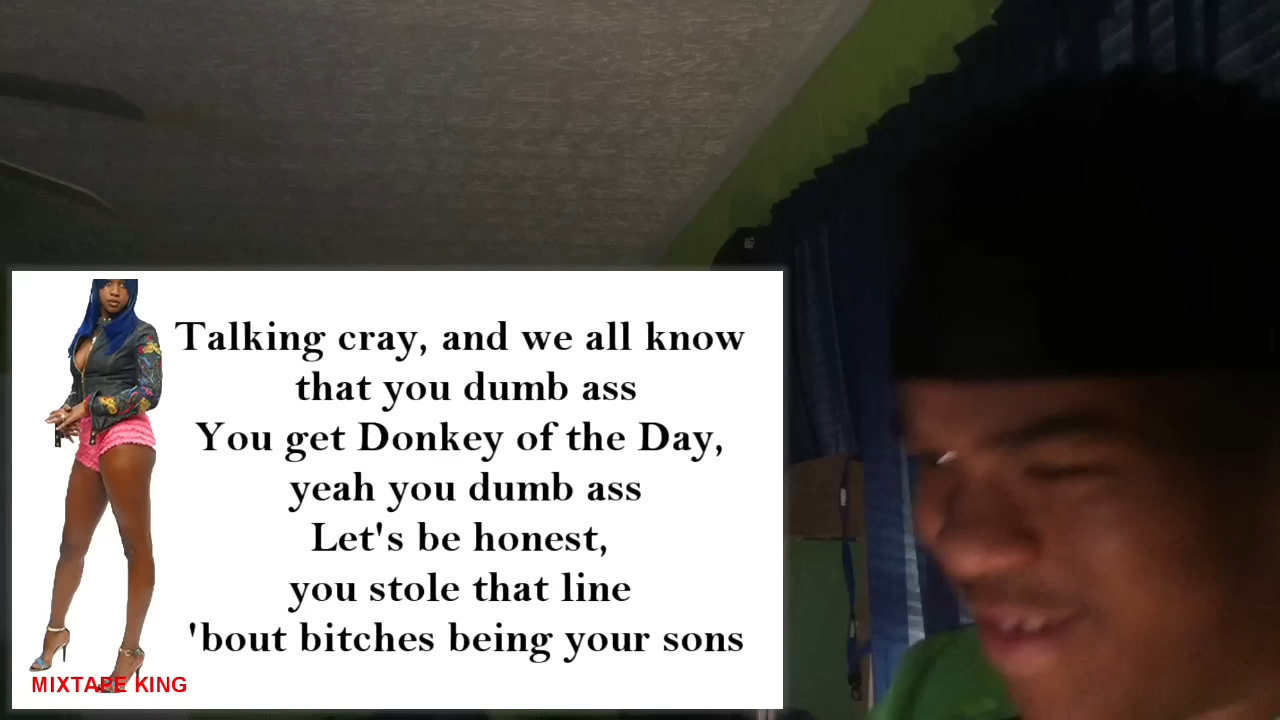 Talking cray, and we all know
that you dumb ass
You get Donkey of the Day,
yeah you dumb ass
Let's be honest,
you stole that line
'bout bitches being your sons
MIXTAPE KING